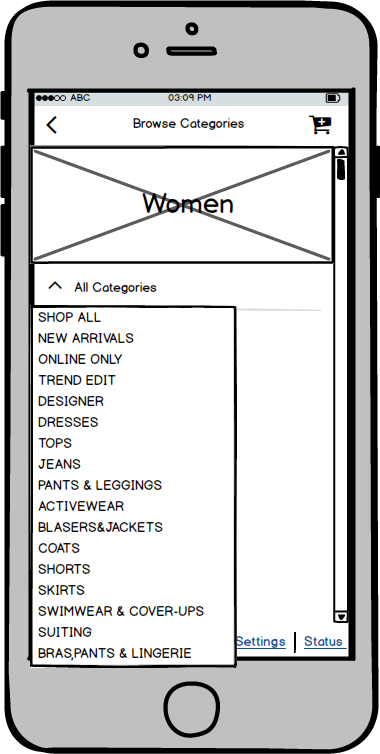 ABC 03:09 PM
Browse Categories
Women
All Categories
SHOP ALL
NEW ARRIVALS
ONLINE ONLY
TREND EDIT
DESIGNER
DRESSES
TOPS
JEANS
PANTS & LEGGINGS
ACTIVEWEAR
BLASERS&JACKETS
COATS
SHORTS
SKIRTS
SWIMWEAR & COVER-UPS
SUITING
BRAS,PANTS & LINGERIE
Settings Status